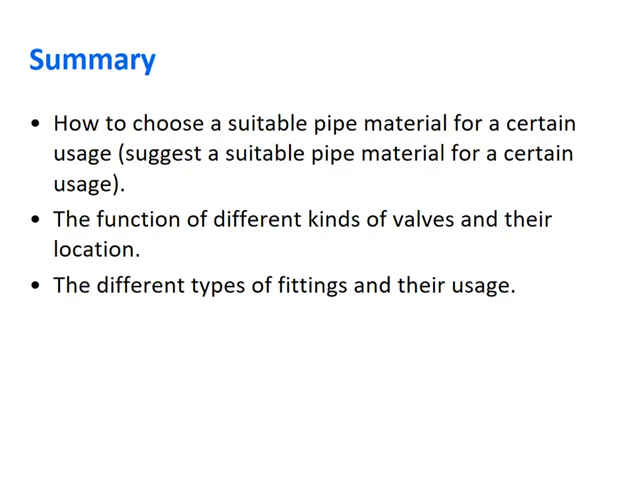 Summary
• How to choose a suitable pipe material for a certain
usage (suggest a suitable pipe material for a certain
usage).
• The function of different kinds of valves and their
location.
• The different types of fittings and their usage.